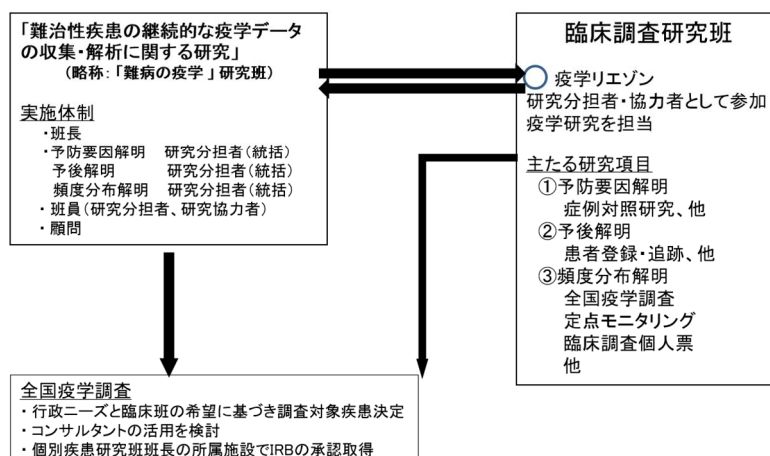 「難治性疾患の継続的な疫学データ
の収集・解析に関する研究」
(略称:「難病の疫学」研究班)
実施体制
・班長
・予防要因解明 研究分担者(統括)
予後解明 研究分担者(統括)
頻度分布解明 研究分担者(統括)
・班員(研究分担者、研究協力者)
・顧問
臨床調査研究班
疫学リエゾン
研究分担者・協力者として参加
疫学研究を担当
主たる研究項目
①予防要因解明
症例対照研究、他
②予後解明
患者登録・追跡、他
③頻度分布解明
全国疫学調査
定点モニタリング
臨床調査個人票
他
全国疫学調査
・行政ニーズと臨床班の希望に基づき調査対象疾患決定
・コンサルタントの活用を検討
・個別疾患研究班班長の所属施設でIRBの承認取得